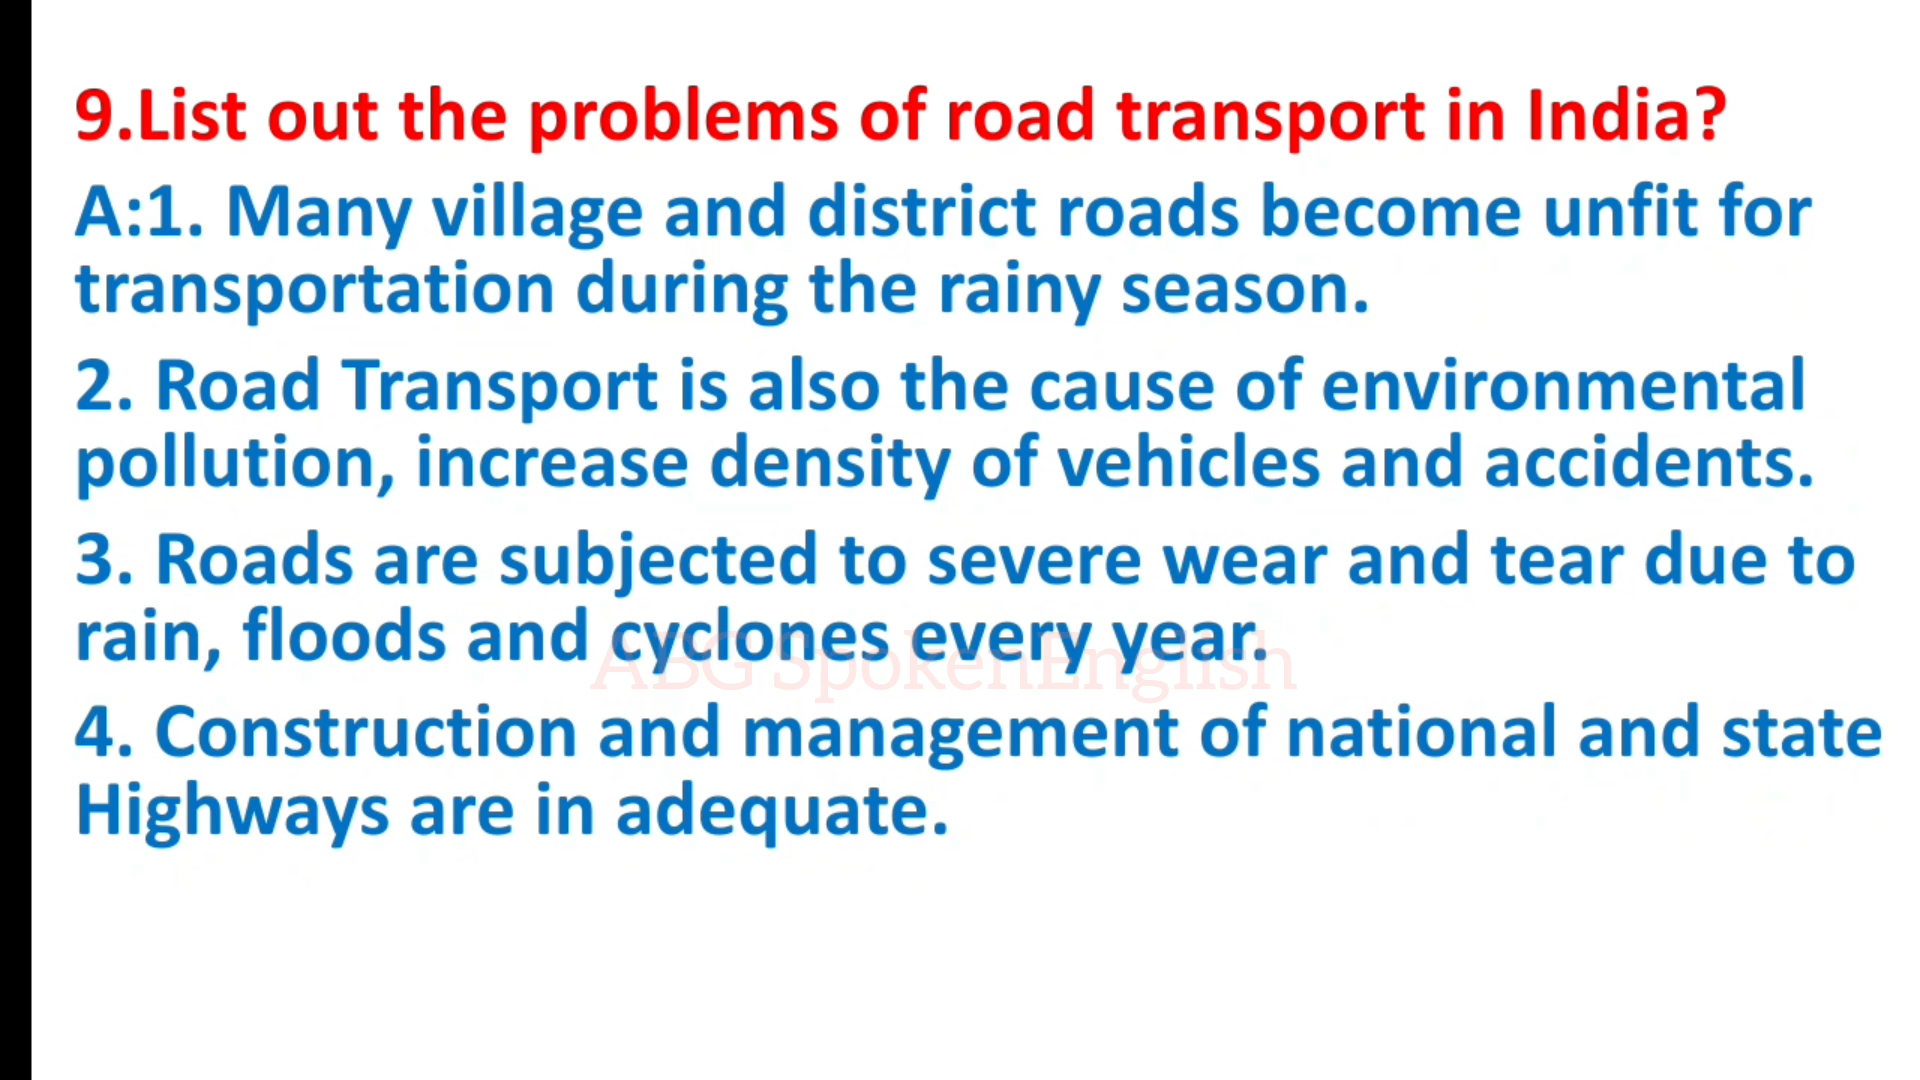 9.List out the problems of road transport in India?
A:1. Many village and district roads become unfit for
transportation during the rainy season.
2. Road Transport is also the cause of environmental
pollution, increase density of vehicles and accidents.
3. Roads are subjected to severe wear and tear due to
rain, floods and cyclones every year.
ABG SpokenEnglish
4. Construction and management of national and state
Highways are in adequate.